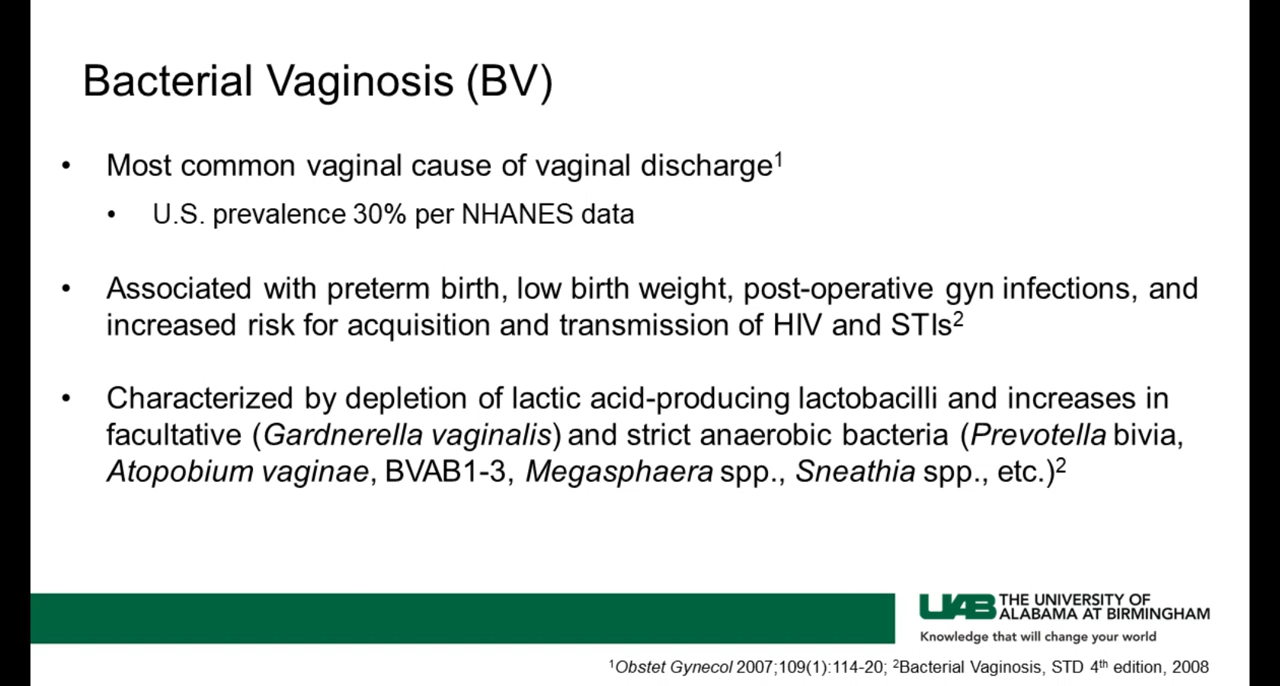 Bacterial Vaginosis (BV)
• Most common vaginal cause of vaginal discharge¹
• U.S. prevalence 30% per NHANES data
• Associated with preterm birth, low birth weight, post-operative gyn infections, and
increased risk for acquisition and transmission of HIV and STIs²
• Characterized by depletion of lactic acid-producing lactobacilli and increases in
facultative (Gardnerella vaginalis) and strict anaerobic bacteria (Prevotella bivia,
Atopobium vaginae, BVAB1-3, Megasphaera spp., Sneathia spp., etc.)²
UAB THE UNIVERSITY OF
ALABAMA AT BIRMINGHAM
Knowledge that will change your world
¹Obstet Gynecol 2007;109(1):114-20; ²Bacterial Vaginosis, STD 4th edition, 2008